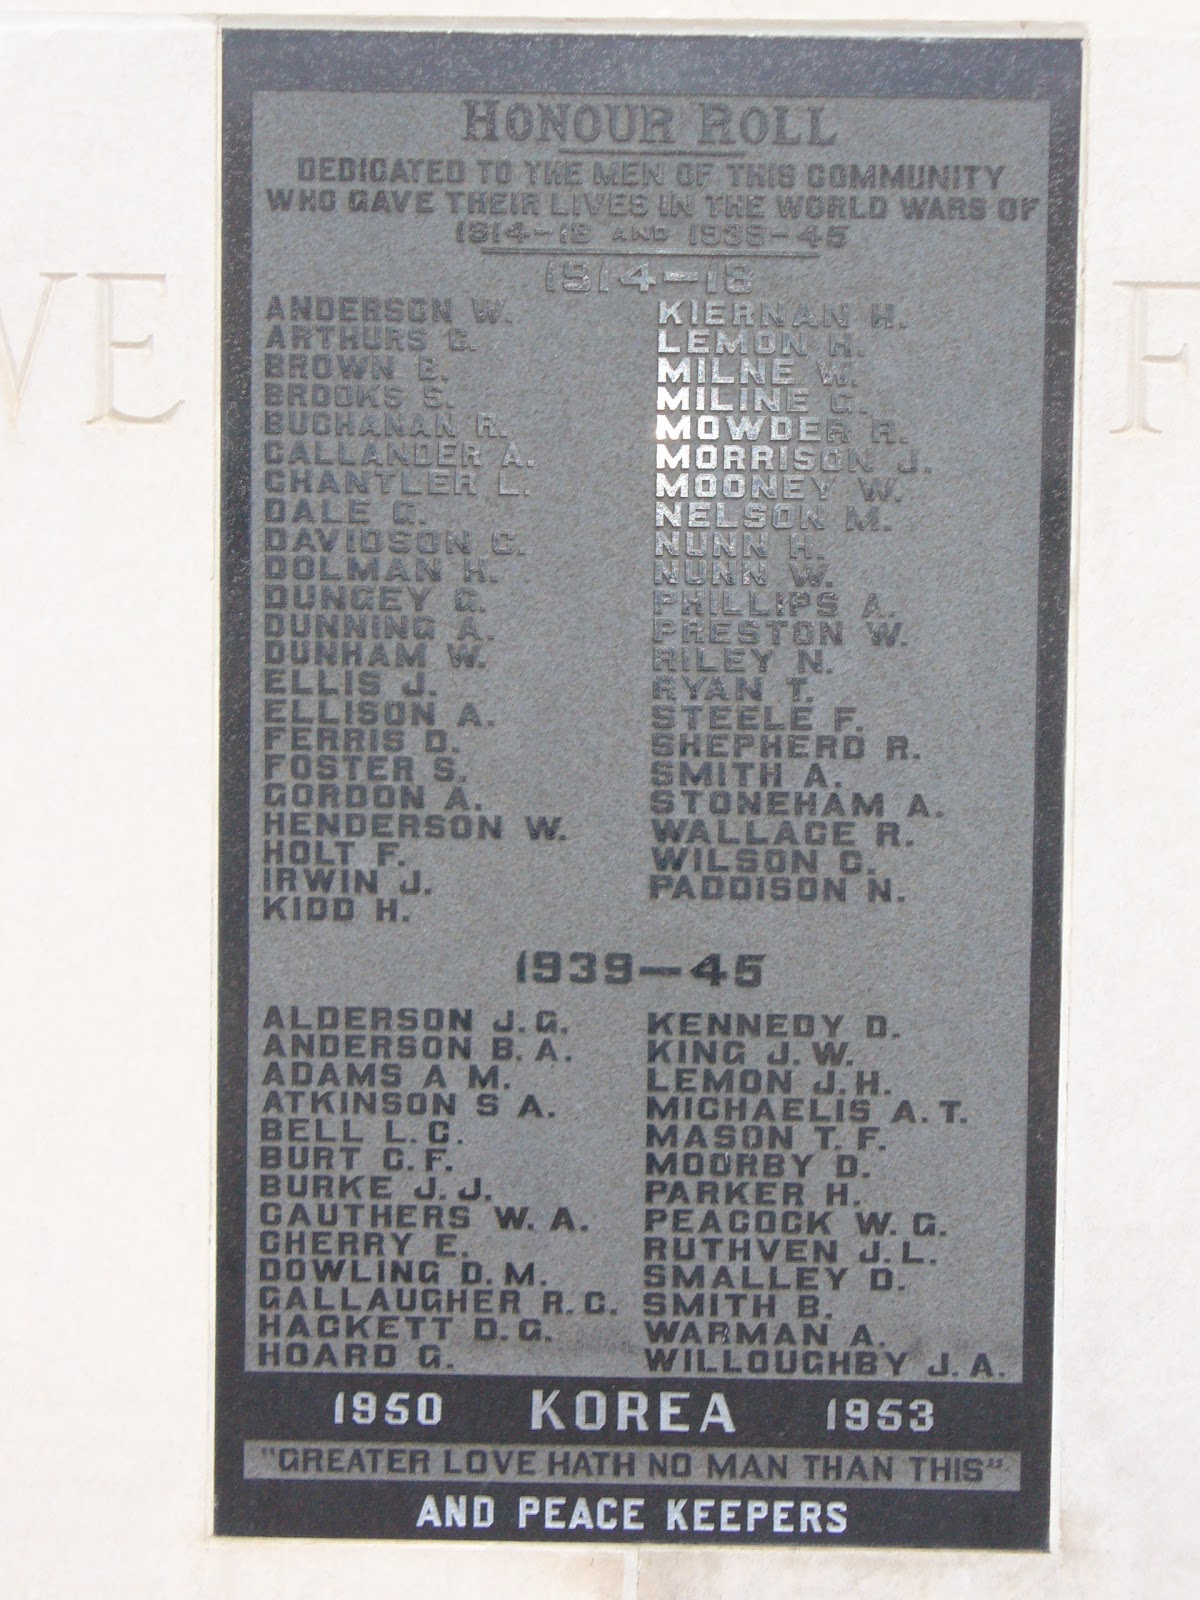 HONOUR ROLL
DEDICATED TO THE MEN OF THIS COMMUNITY
WHO GAVE THEIR LIVES IN THE WORLD WARS OF
1914-18 AND 1939-45
1914-18
ANDERSON W.
ARTHURS C.
BROWN B.
BROOKS S.
BUCHANAN R.
CALLANDER A.
CHANTLER L.
DALE G.
DAVIDSON C.
DOLMAN H.
DUNGEY G.
DUNNING A.
DUNHAM W.
ELLIS J.
ELLISON A.
FERRIS D.
FOSTER S.
GORDON A.
HENDERSON W.
HOLT F.
IRWIN J.
KIDD H.
KIERNAN H.
LEMON H.
MILNE W.
MILINE G.
MOWDER R.
MORRISON J.
MOONEY W.
NELSON M.
NUNN H.
NUNN W.
PHILLIPS A.
PRESTON W.
RILEY N.
RYAN T.
STEELE F.
SHEPHERD R.
SMITH A.
STONEHAM A.
WALLACE R.
WILSON C.
PADDISON N.
1939-45
ALDERSON J.G.
ANDERSON B.A.
ADAMS A M.
ATKINSON S A.
BELL L.C.
BURT C.F.
BURKE J.J.
CAUTHERS W.A.
CHERRY E.
DOWLING D.M.
GALLAUGHER R.C.
HACKETT D.G.
HOARD G.
KENNEDY D.
KING J.W.
LEMON J.H.
MICHAELIS A.T.
MASON T.F.
MOORBY D.
PARKER H.
PEACOCK W.G.
RUTHVEN J.L.
SMALLEY D.
SMITH B.
WARMAN A.
WILLOUGHBY J.A.
1950 KOREA 1953
"GREATER LOVE HATH NO MAN THAN THIS"
AND PEACE KEEPERS